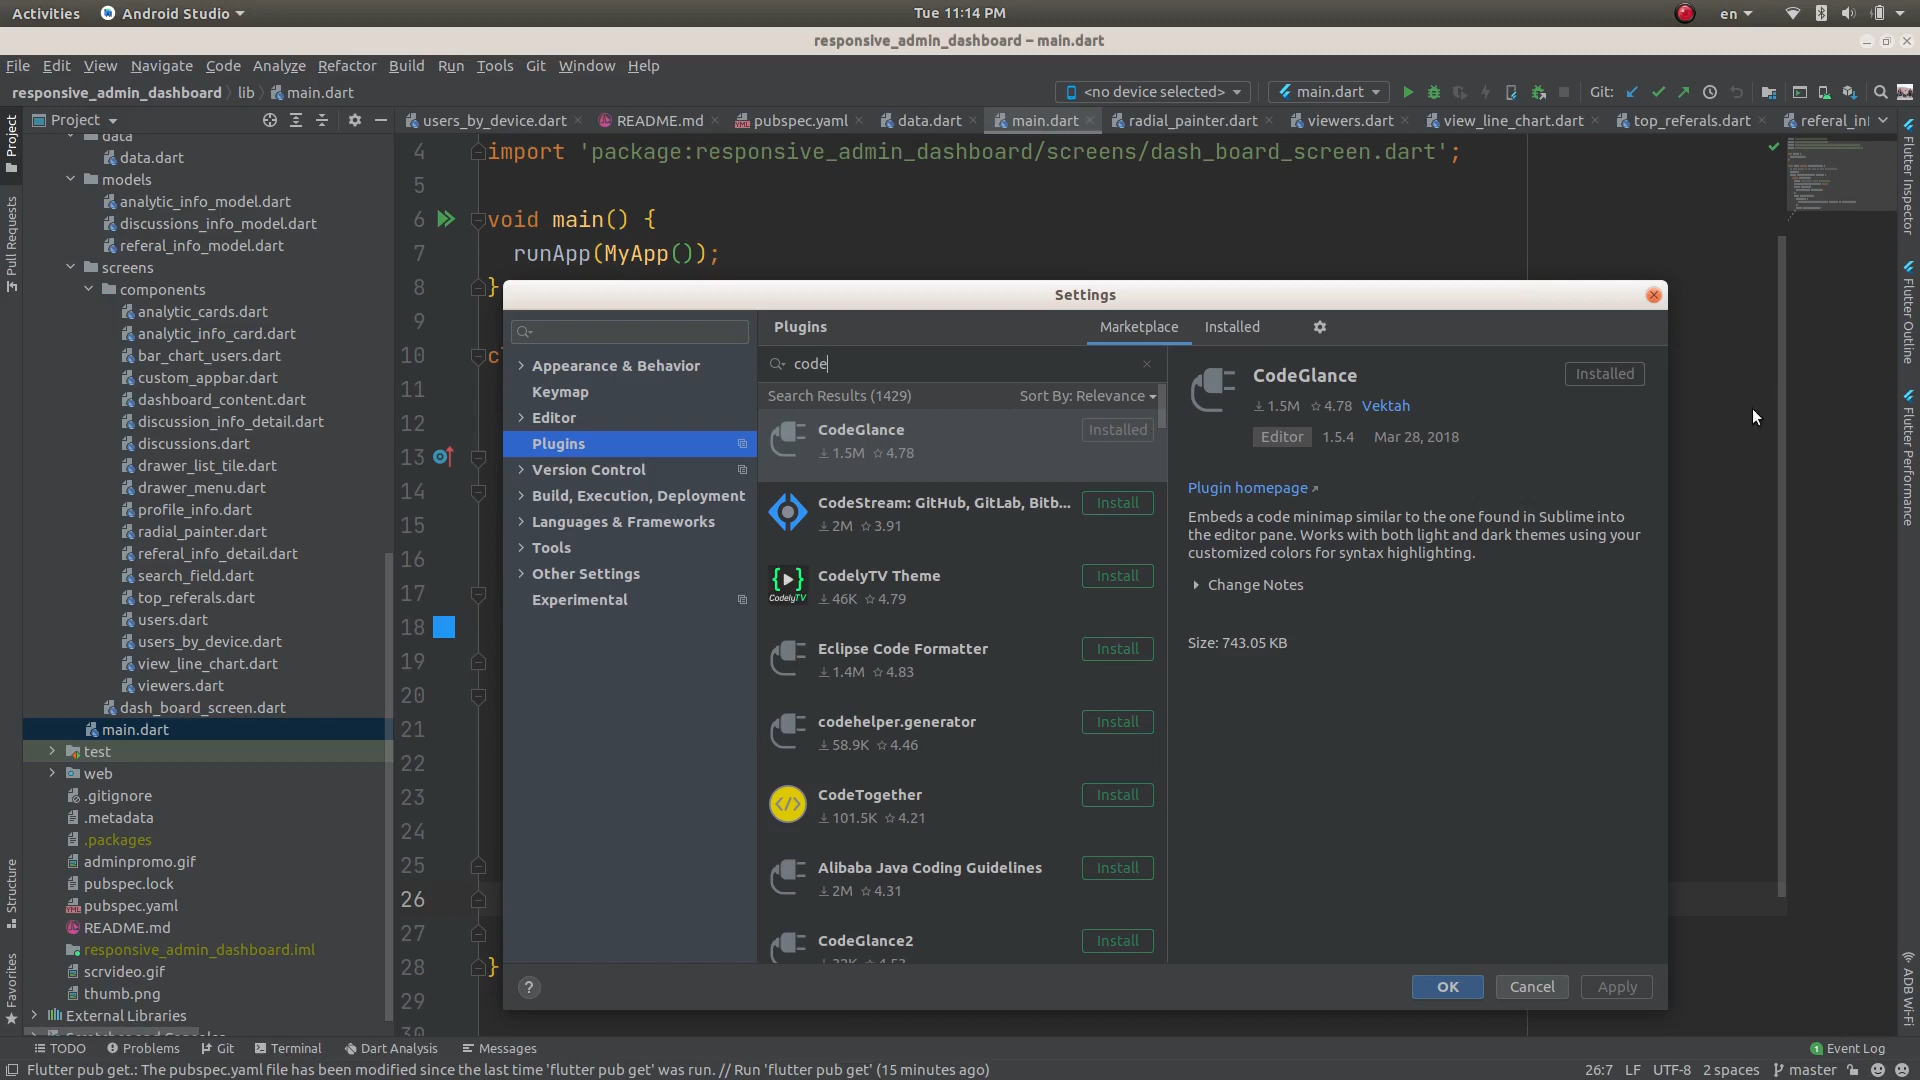 Activities
Android Studio
Tue 11:14 PM
en
responsive_admin_dashboard – main.dart
File Edit View Navigate Code Analyze Refactor Build Run Tools Git Window Help
responsive_admin_dashboard lib main.dart
<no device selected> main.dart Git:
Project
users_by_device.dart README.md pubspec.yaml data.dart main.dart radial_painter.dart viewers.dart view_line_chart.dart top_referals.dart
Project
Pull Requests
Structure
Favorites
data
data.dart
models
analytic_info_model.dart
discussions_info_model.dart
referal_info_model.dart
screens
components
analytic_cards.dart
analytic_info_card.dart
bar_chart_users.dart
custom_appbar.dart
dashboard_content.dart
discussion_info_detail.dart
discussions.dart
drawer_list_tile.dart
drawer_menu.dart
profile_info.dart
radial_painter.dart
referal_info_detail.dart
search_field.dart
top_referals.dart
users.dart
users_by_device.dart
view_line_chart.dart
viewers.dart
dash_board_screen.dart
main.dart
test
web
.gitignore
.metadata
.packages
adminpromo.gif
pubspec.lock
pubspec.yaml
README.md
responsive_admin_dashboard.iml
scrvideo.gif
thumb.png
External Libraries
4 import 'package:responsive_admin_dashboard/screens/dash_board_screen.dart';
5
6 void main() {
7 runApp(MyApp());
8 }
9
10 c
11
12
13
14
15
16
17
18
19
20
21
22
23
24
25
26
27
28 }
29
30
Settings
Appearance & Behavior
Keymap
Editor
Plugins
Version Control
Build, Execution, Deployment
Languages & Frameworks
Tools
Other Settings
Experimental
Plugins Marketplace Installed
code
Search Results (1429) Sort By: Relevance
CodeGlance Installed
1.5M 4.78
CodeStream: GitHub, GitLab, Bitb... Install
2M 3.91
CodelyTV
CodelyTV Theme Install
46K 4.79
Eclipse Code Formatter Install
1.4M 4.83
codehelper.generator Install
58.9K 4.46
</>
CodeTogether Install
101.5K 4.21
Alibaba Java Coding Guidelines Install
2M 4.31
CodeGlance2 Install
CodeGlance Installed
1.5M 4.78 Vektah
Editor 1.5.4 Mar 28, 2018
Plugin homepage
Embeds a code minimap similar to the one found in Sublime into
the editor pane. Works with both light and dark themes using your
customized colors for syntax highlighting.
Change Notes
Size: 743.05 KB
? OK Cancel Apply
Flutter Inspector
Flutter Outline
Flutter Performance
ADB Wi-Fi
TODO Problems Git Terminal Dart Analysis Messages 1 Event Log
Flutter pub get.: The pubspec.yaml file has been modified since the last time 'flutter pub get' was run. // Run 'flutter pub get' (15 minutes ago) 26:7 LF UTF-8 2 spaces master